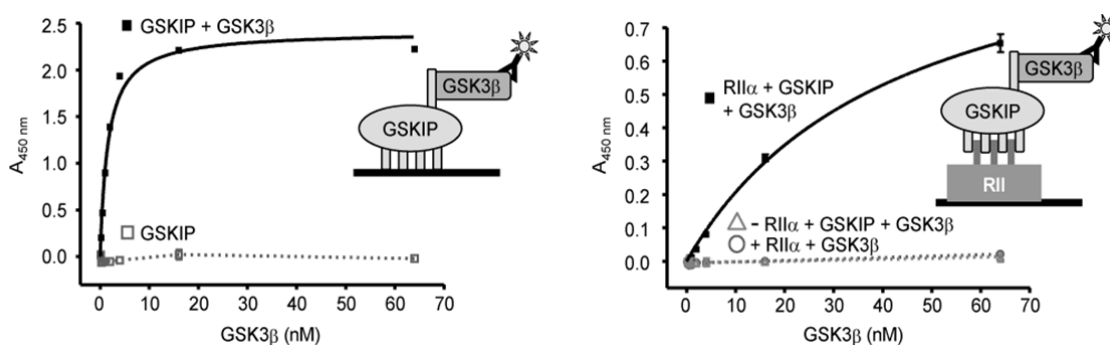 2.5
2.0
1.5
1.0
0.5
0.0
A450 nm
GSKIP + GSK3β
GSKIP
GSK3β
GSKIP
0 10 20 30 40 50 60 70
GSK3β (nM)
0.7
0.6
0.5
0.4
0.3
0.2
0.1
0.0
A450 nm
RIIα + GSKIP
+ GSK3β
GSK3β
GSKIP
RII
- RIIα + GSKIP + GSK3β
+ RIIα + GSK3β
0 10 20 30 40 50 60 70
GSK3β (nM)